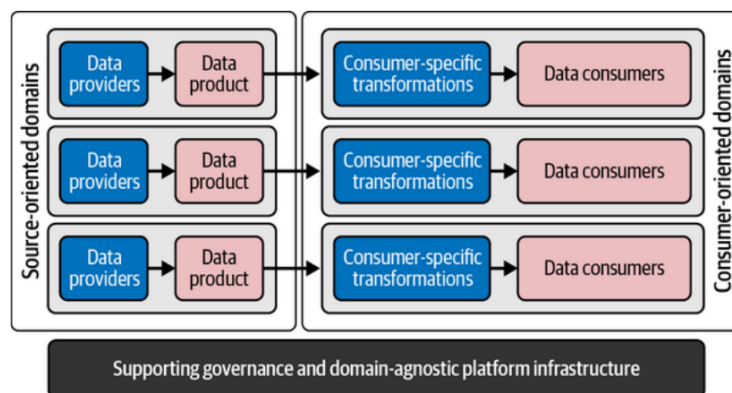 Source-oriented domains
Data
providers
Data
product
Consumer-specific
transformations
Data consumers
Data
providers
Data
product
Consumer-specific
transformations
Data consumers
Data
providers
Data
product
Consumer-specific
transformations
Data consumers
Consumer-oriented domains
Supporting governance and domain-agnostic platform infrastructure